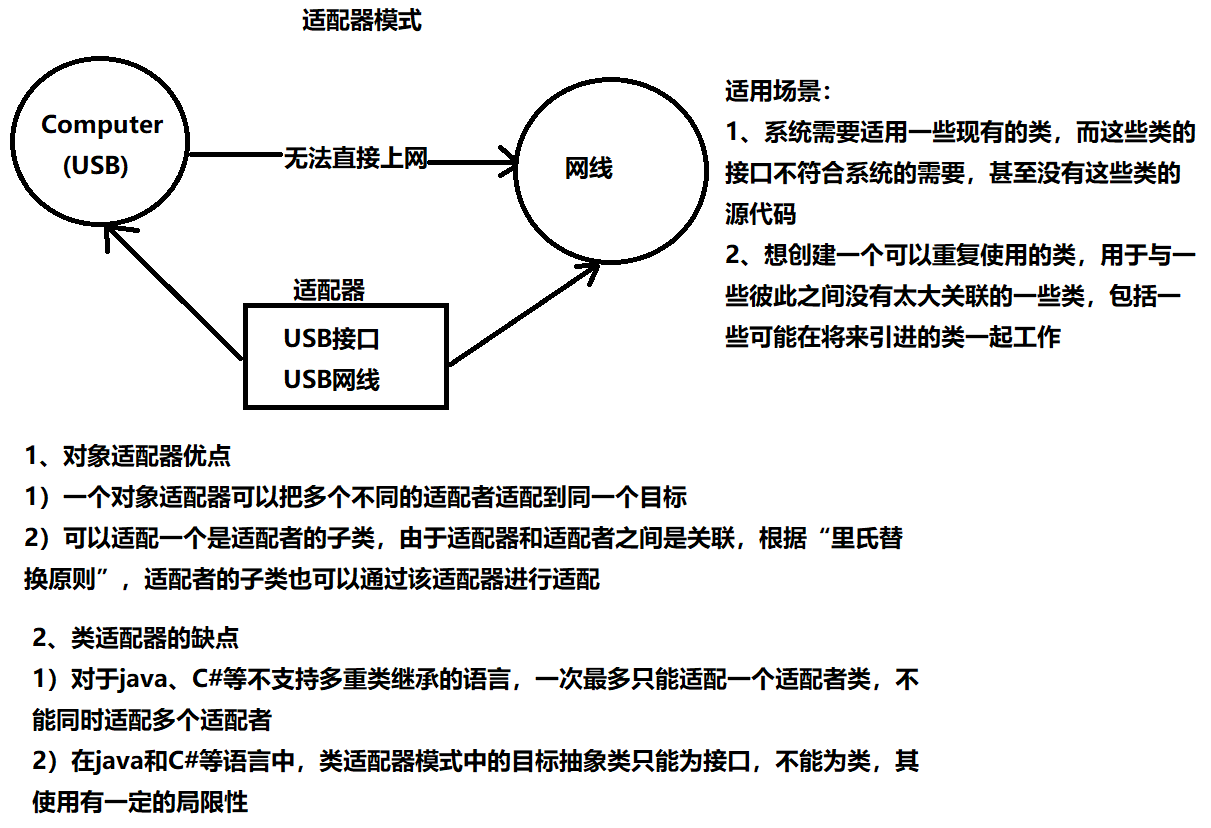 适配器模式
Computer
(USB)
无法直接上网
网线
适配器
USB接口
USB网线
适用场景：
1、系统需要适用一些现有的类，而这些类的
接口不符合系统的需要，甚至没有这些类的
源代码
2、想创建一个可以重复使用的类，用于与一
些彼此之间没有太大关联的一些类，包括一
些可能在将来引进的类一起工作
1、对象适配器优点
1）一个对象适配器可以把多个不同的适配者适配到同一个目标
2）可以适配一个是适配者的子类，由于适配器和适配者之间是关联，根据“里氏替
换原则”，适配者的子类也可以通过该适配器进行适配
2、类适配器的缺点
1）对于java、C#等不支持多重类继承的语言，一次最多只能适配一个适配者类，不
能同时适配多个适配者
2）在java和C#等语言中，类适配器模式中的目标抽象类只能为接口，不能为类，其
使用有一定的局限性